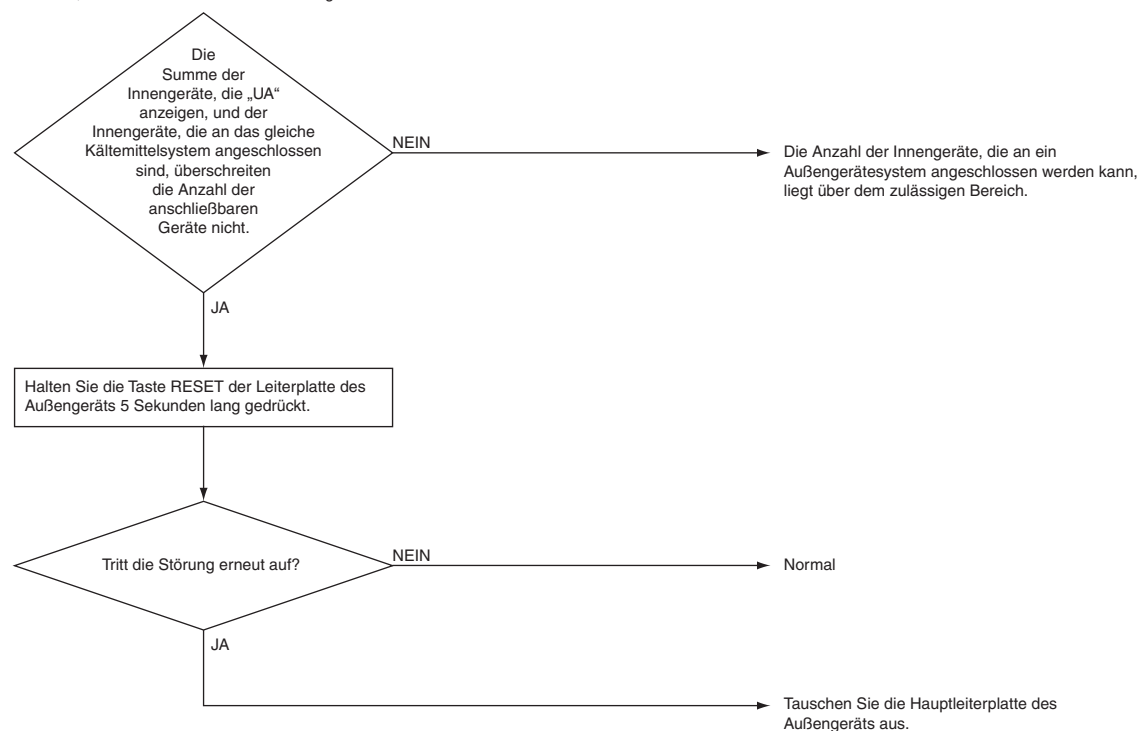 Die
Summe der
Innengeräte, die „UA“
anzeigen, und der
Innengeräte, die an das gleiche
Kältemittelsystem angeschlossen
sind, überschreiten
die Anzahl der
anschließbaren
Geräte nicht.
NEIN
Die Anzahl der Innengeräte, die an ein
Außengerätesystem angeschlossen werden kann,
liegt über dem zulässigen Bereich.
JA
Halten Sie die Taste RESET der Leiterplatte des
Außengeräts 5 Sekunden lang gedrückt.
Tritt die Störung erneut auf?
NEIN
Normal
JA
Tauschen Sie die Hauptleiterplatte des
Außengeräts aus.